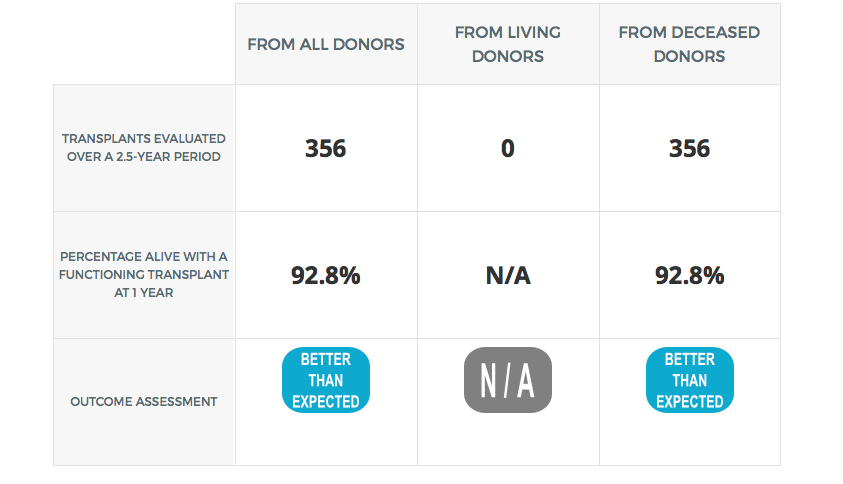 FROM ALL DONORS
FROM LIVING
DONORS
FROM DECEASED
DONORS
TRANSPLANTS EVALUATED
OVER A 2.5-YEAR PERIOD
356
0
356
PERCENTAGE ALIVE WITH A
FUNCTIONING TRANSPLANT
AT 1 YEAR
92.8%
N/A
92.8%
OUTCOME ASSESSMENT
BETTER
THAN
EXPECTED
N/A
BETTER
THAN
EXPECTED